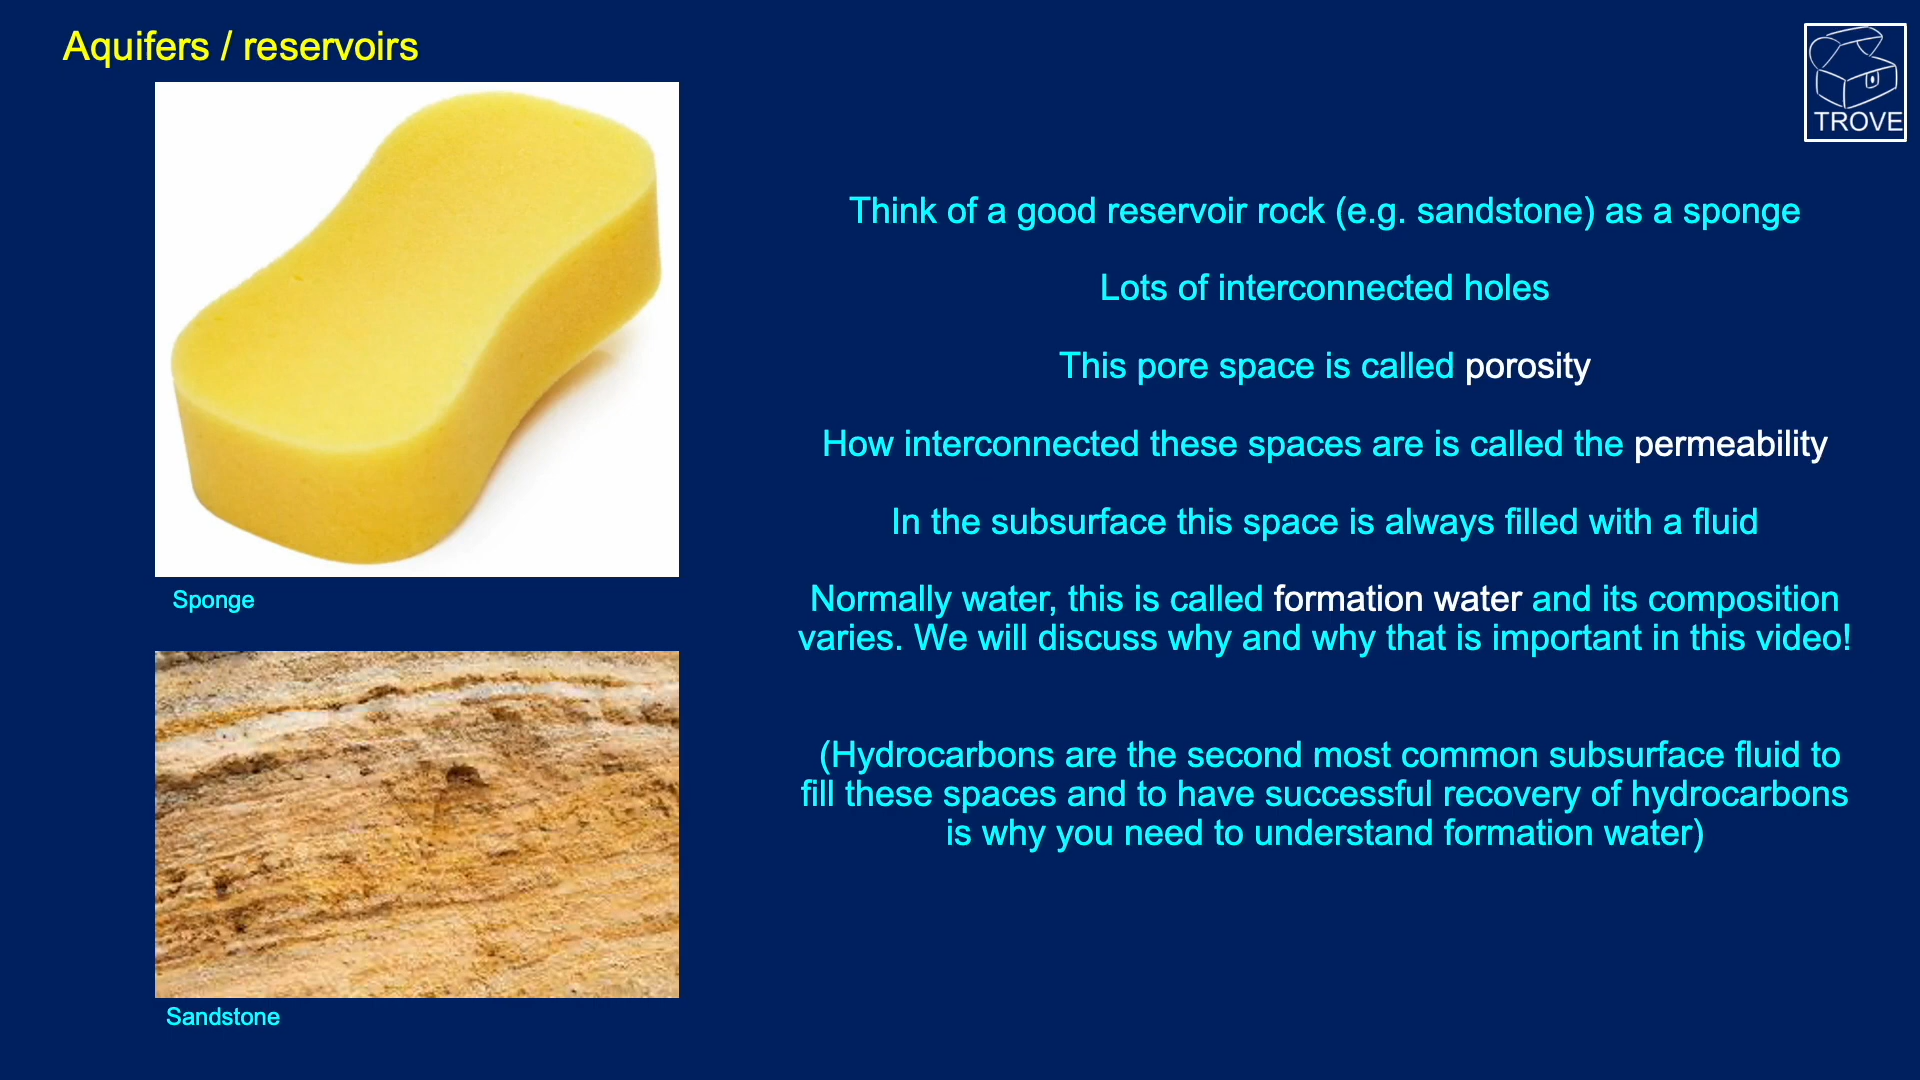 Aquifers / reservoirs
TROVE
Think of a good reservoir rock (e.g. sandstone) as a sponge
Lots of interconnected holes
This pore space is called porosity
How interconnected these spaces are is called the permeability
In the subsurface this space is always filled with a fluid
Normally water, this is called formation water and its composition
varies. We will discuss why and why that is important in this video!
(Hydrocarbons are the second most common subsurface fluid to
fill these spaces and to have successful recovery of hydrocarbons
is why you need to understand formation water)
Sponge
Sandstone